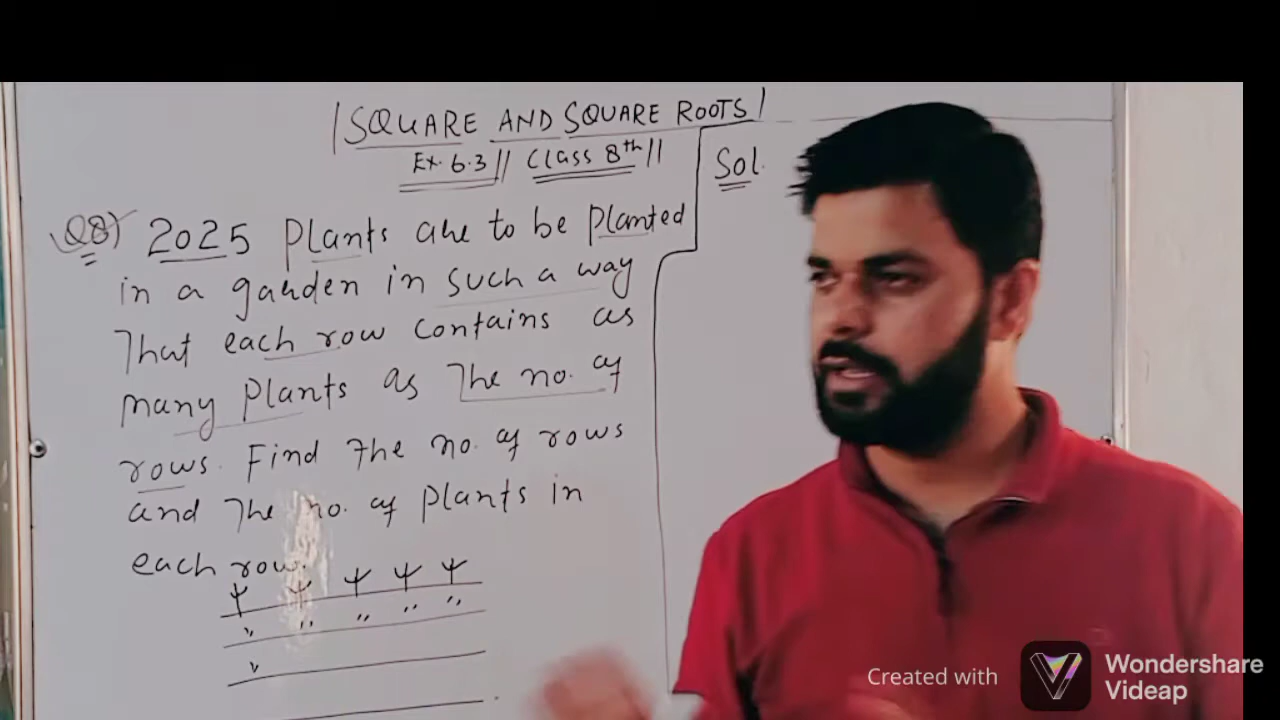 SQUARE AND SQUARE ROOTS
Ex. 6.3 || Class 8th ||
Sol.
Q8) 2025 Plants are to be Planted
in a garden in such a way
That each row contains as
many Plants as The no. of
rows. Find The no. of rows
and The no. of Plants in
each row.
Created with
Wondershare
Videap